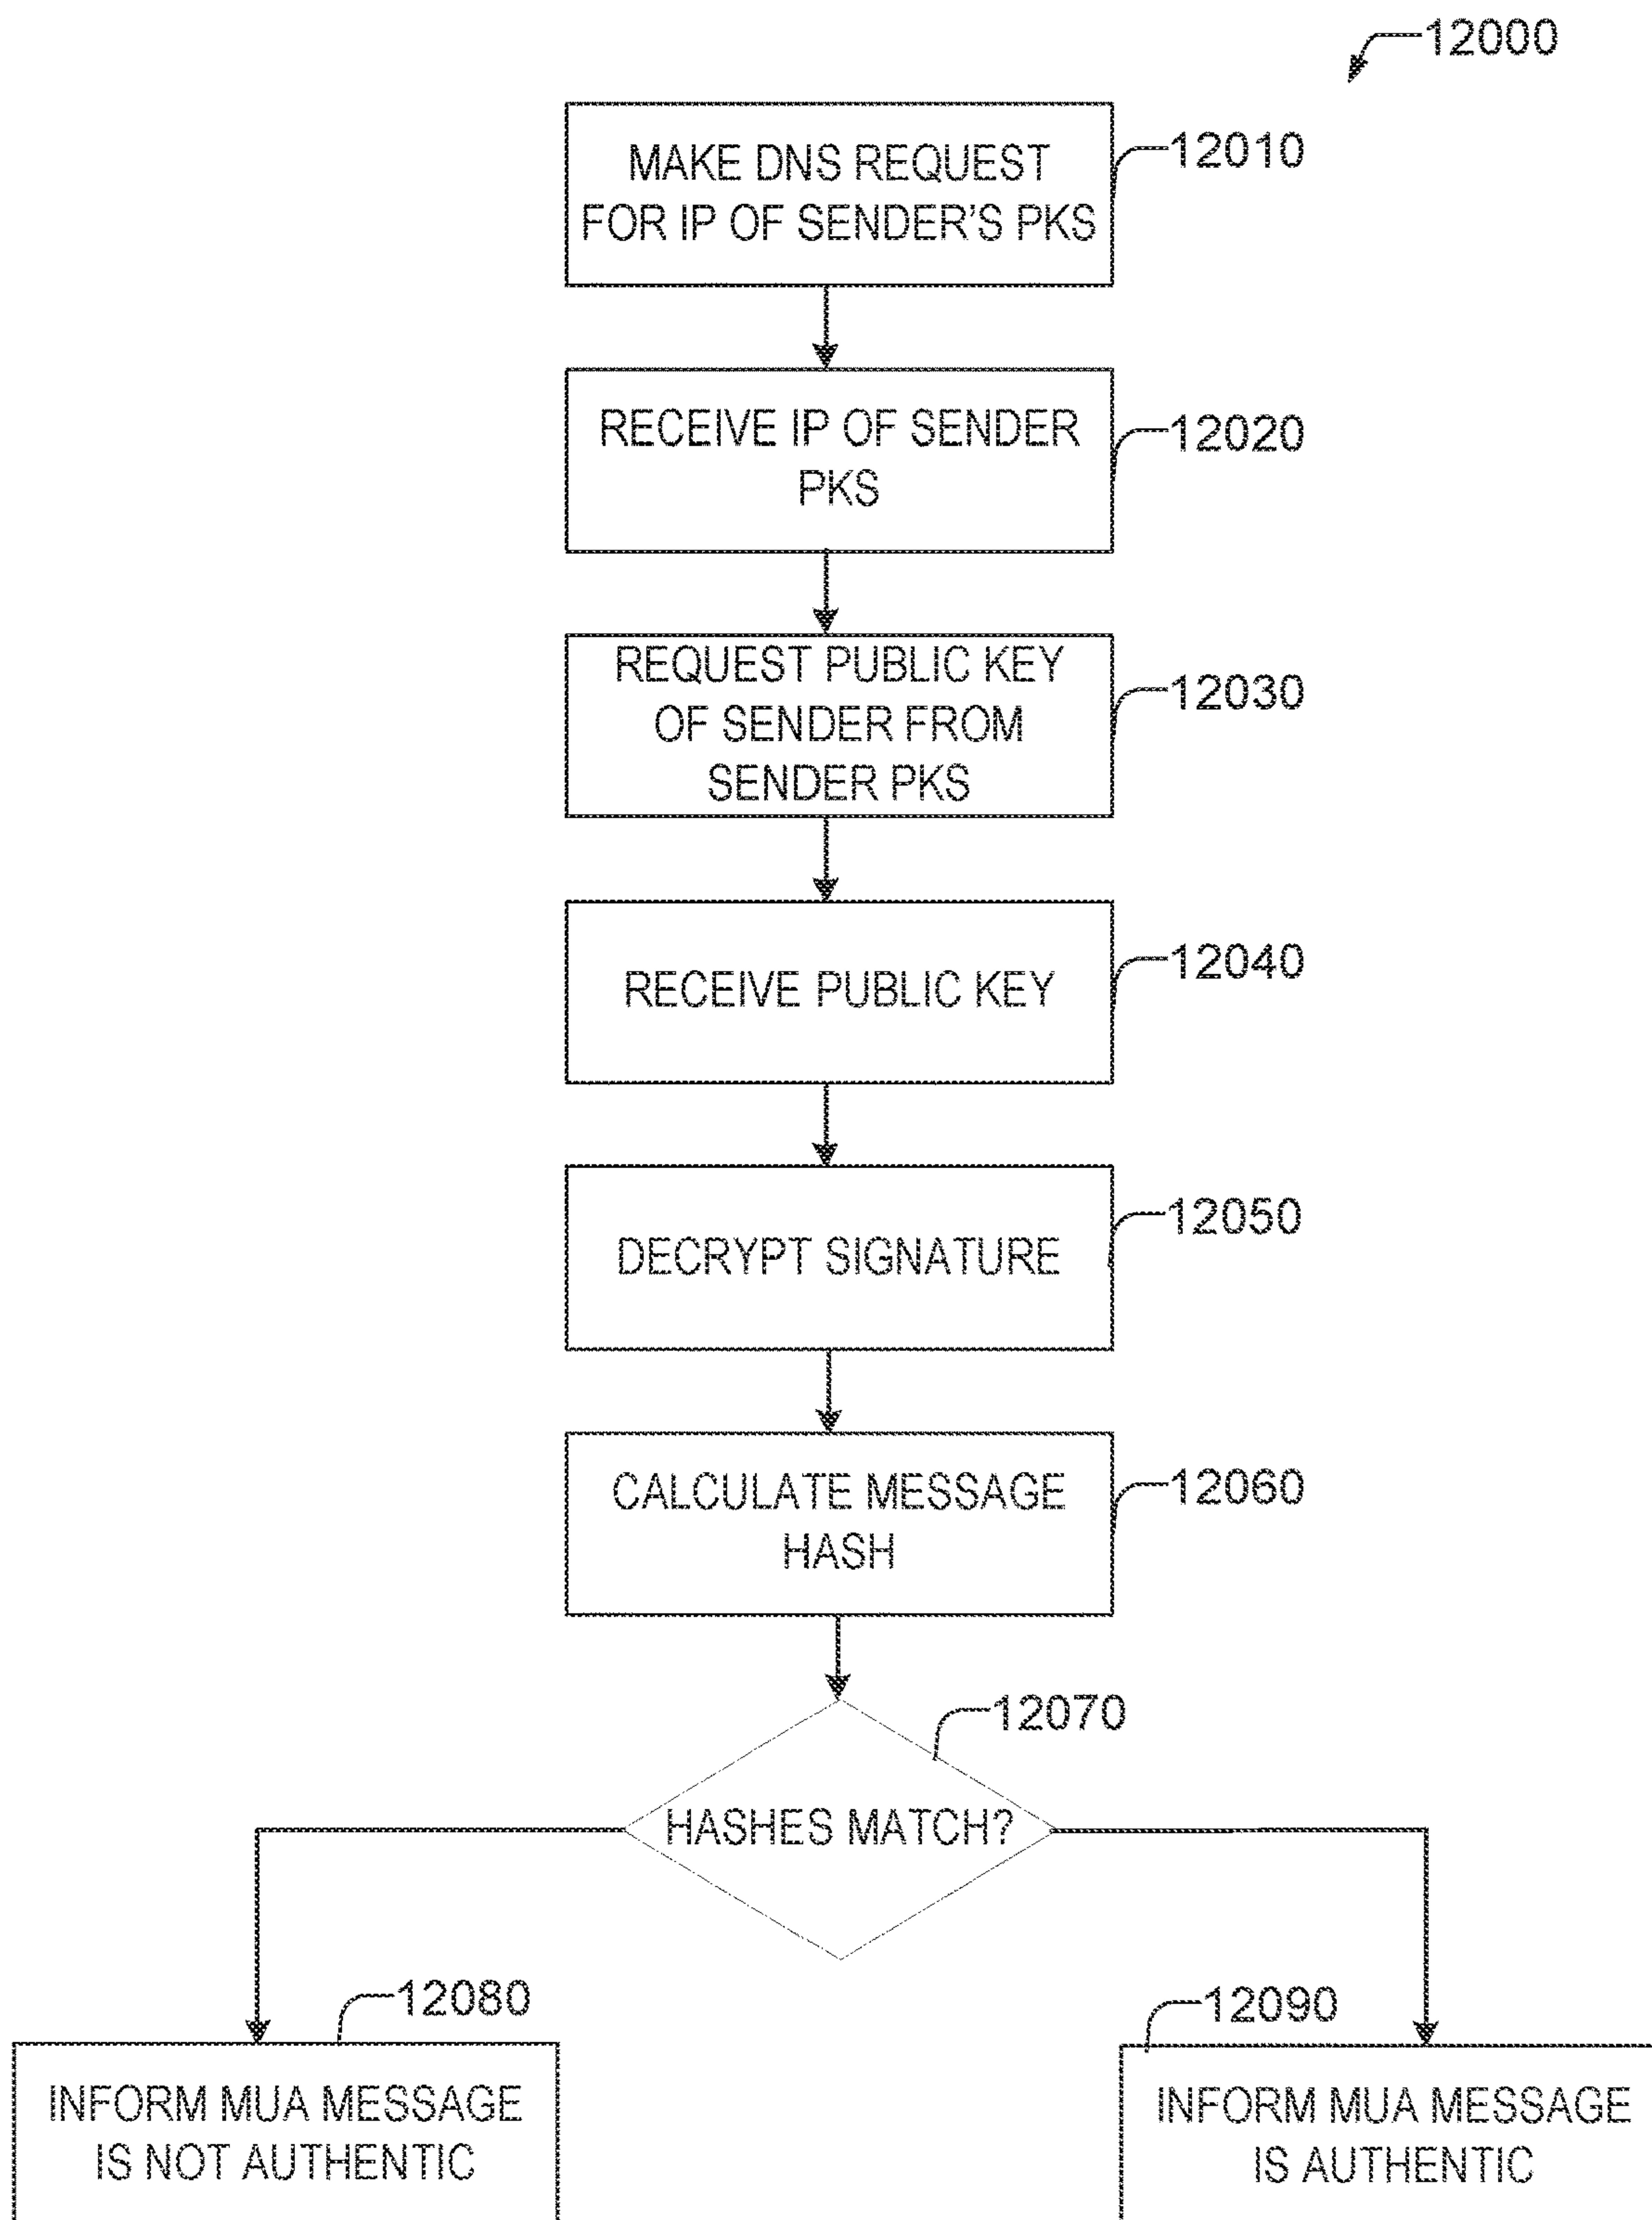 12000
MAKE DNS REQUEST
FOR IP OF SENDER'S PKS
12010
RECEIVE IP OF SENDER
PKS
12020
REQUEST PUBLIC KEY
OF SENDER FROM
SENDER PKS
12030
RECEIVE PUBLIC KEY
12040
DECRYPT SIGNATURE
12050
CALCULATE MESSAGE
HASH
12060
12070
HASHES MATCH?
12080
INFORM MUA MESSAGE
IS NOT AUTHENTIC
12090
INFORM MUA MESSAGE
IS AUTHENTIC